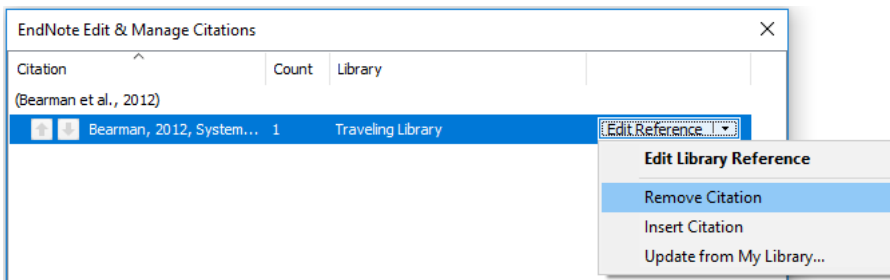 EndNote Edit & Manage Citations
Citation Count Library
(Bearman et al., 2012)
Bearman, 2012, System... 1 Traveling Library Edit Reference
Edit Library Reference
Remove Citation
Insert Citation
Update from My Library...